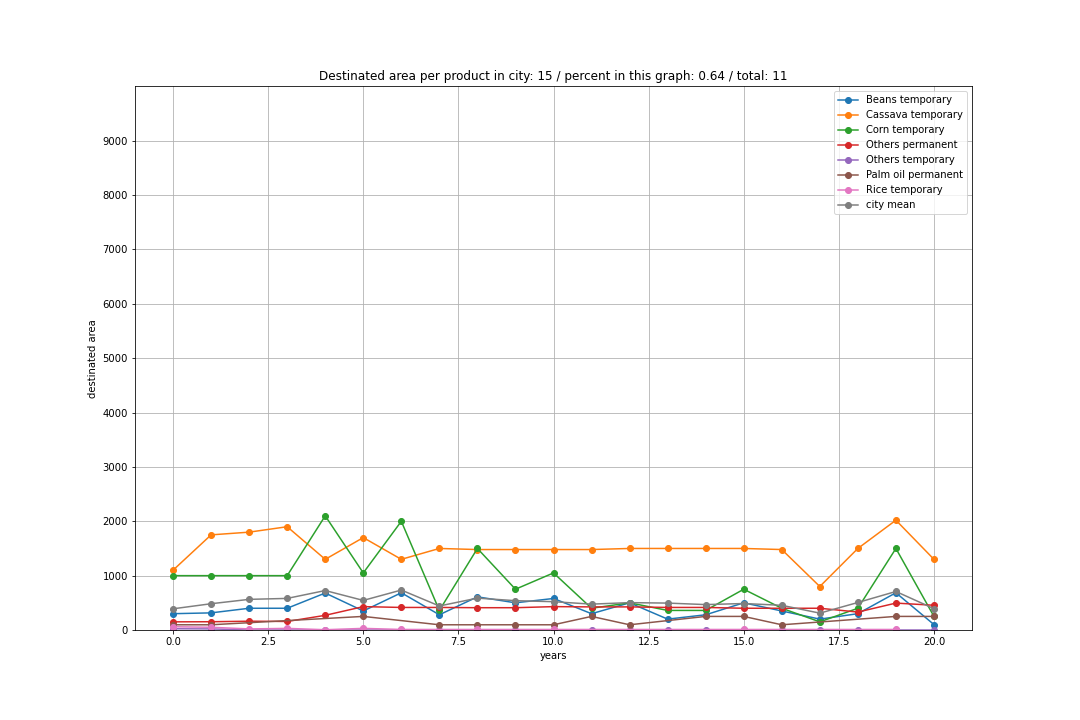 Destinated area per product in city: 15 / percent in this graph: 0.64 / total: 11
Beans temporary
Cassava temporary
Corn temporary
Others permanent
Others temporary
Palm oil permanent
Rice temporary
city mean
destinated area
9000
8000
7000
6000
5000
4000
3000
2000
1000
0
0.0 2.5 5.0 7.5 10.0 12.5 15.0 17.5 20.0
years